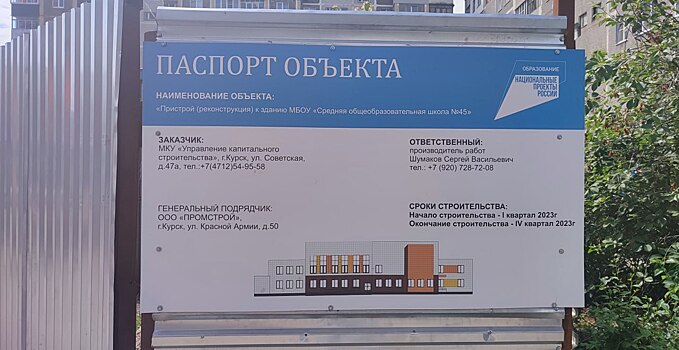 ПАСПОРТ ОБЪЕКТА
ОБРАЗОВАНИЕ
НАЦИОНАЛЬНЫЕ
ПРОЕКТЫ
РОССИИ
НАИМЕНОВАНИЕ ОБЪЕКТА:
«Пристрой (реконструкция) к зданию МБОУ «Средняя общеобразовательная школа №45»
ЗАКАЗЧИК:
МКУ «Управление капитального
строительства», г.Курск, ул. Советская,
д.47а, тел.:+7(4712)54-95-58
ОТВЕТСТВЕННЫЙ:
производитель работ
Шумаков Сергей Васильевич
тел.: +7 (920) 728-72-08
ГЕНЕРАЛЬНЫЙ ПОДРЯДЧИК:
ООО «ПРОМСТРОЙ»,
г.Курск, ул. Красной Армии, д.50
СРОКИ СТРОИТЕЛЬСТВА:
Начало строительства - I квартал 2023г
Окончание строительства - IV квартал 2023г